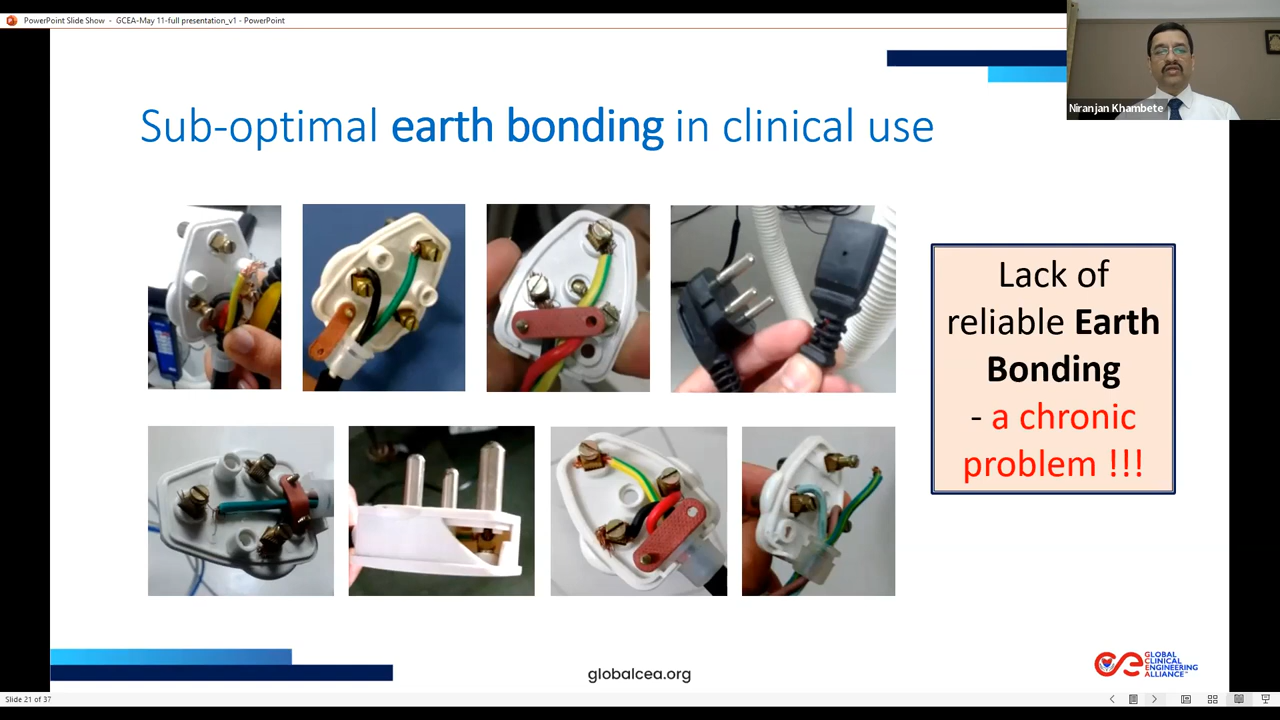 PowerPoint Slide Show - GCEA-May 11-full presentation_v1 - PowerPoint
Niranjan Khambete
Sub-optimal earth bonding in clinical use
Lack of
reliable Earth
Bonding
- a chronic
problem !!!
globalcea.org
GLOBAL
CLINICAL
ENGINEERING
ALLIANCE
Slide 21 of 37